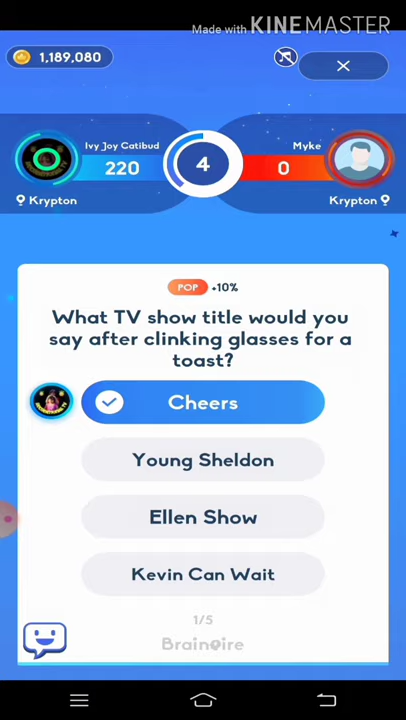 Made with KINEMASTER
1,189,080
Ivy Joy Catibud
220
4
Myke
0
Krypton
Krypton
POP +10%
What TV show title would you
say after clinking glasses for a
toast?
Cheers
Young Sheldon
Ellen Show
Kevin Can Wait
1/5
Brainfire